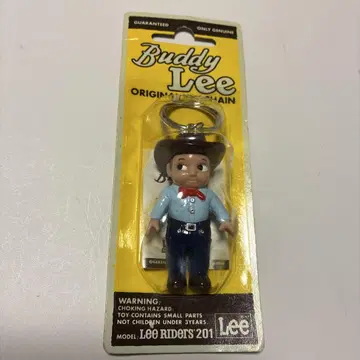 GUARANTEED
ONLY GENUINE
Buddy
Lee
WARNING:
CHOKING HAZARD.
TOY CONTAINS SMALL PARTS
NOT CHILDREN UNDER 3YEARS.
MODEL: Lee RIDERS 201
Lee